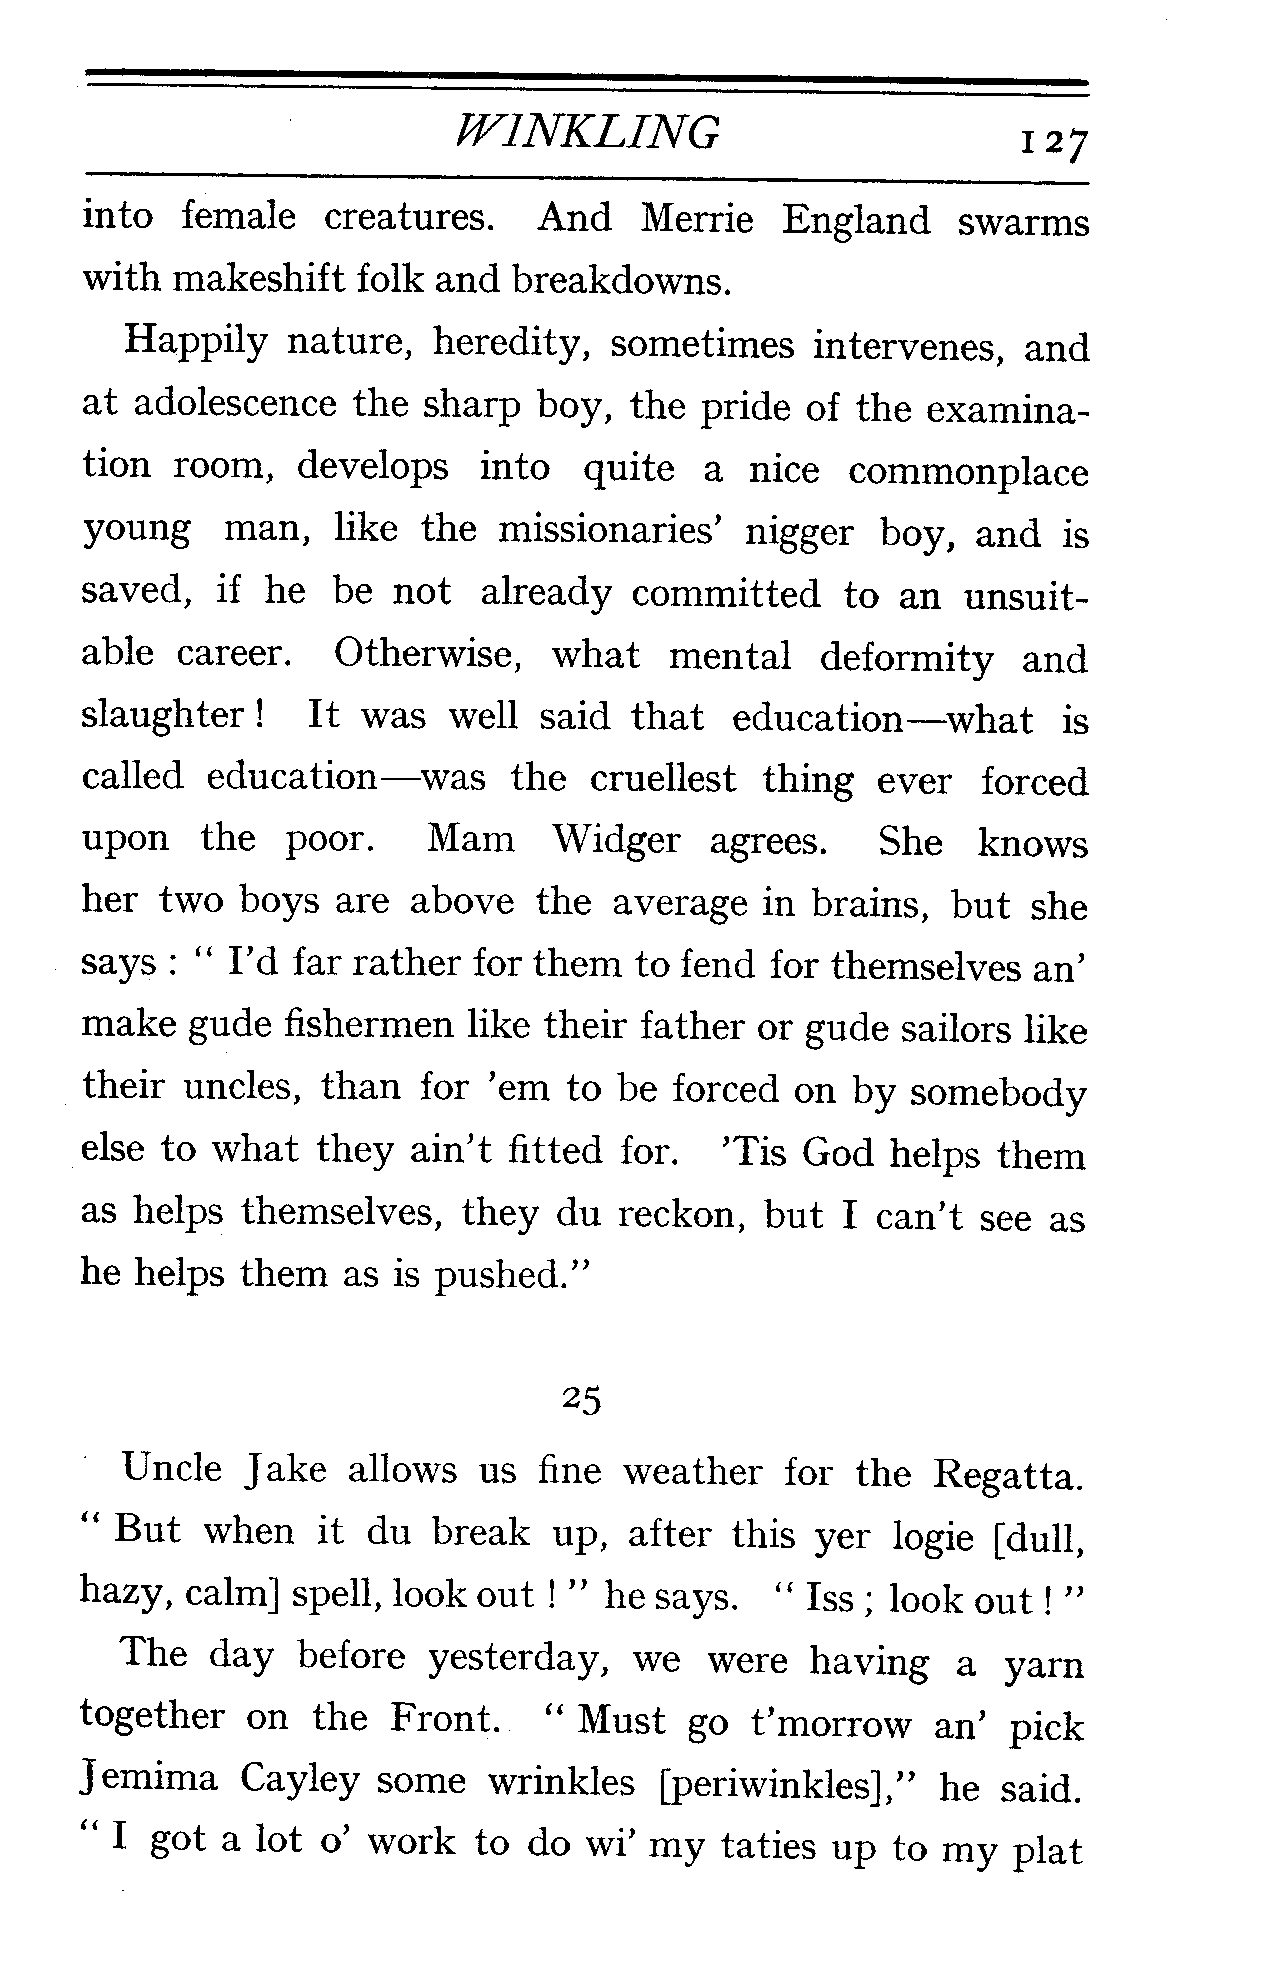 WINKLING 127
into female creatures. And Merrie England swarms
with makeshift folk and breakdowns.
Happily nature, heredity, sometimes intervenes, and
at adolescence the sharp boy, the pride of the examina-
tion room, develops into quite a nice commonplace
young man, like the missionaries' nigger boy, and is
saved, if he be not already committed to an unsuit-
able career. Otherwise, what mental deformity and
slaughter ! It was well said that education—what is
called education—was the cruellest thing ever forced
upon the poor. Mam Widger agrees. She knows
her two boys are above the average in brains, but she
says : “ I'd far rather for them to fend for themselves an'
make gude fishermen like their father or gude sailors like
their uncles, than for 'em to be forced on by somebody
else to what they ain't fitted for. 'Tis God helps them
as helps themselves, they du reckon, but I can't see as
he helps them as is pushed.”
25
Uncle Jake allows us fine weather for the Regatta.
“ But when it du break up, after this yer logie [dull,
hazy, calm] spell, look out ! ” he says. “ Iss ; look out ! ”
The day before yesterday, we were having a yarn
together on the Front. “ Must go t'morrow an' pick
Jemima Cayley some wrinkles [periwinkles],” he said.
“ I got a lot o' work to do wi' my taties up to my plat